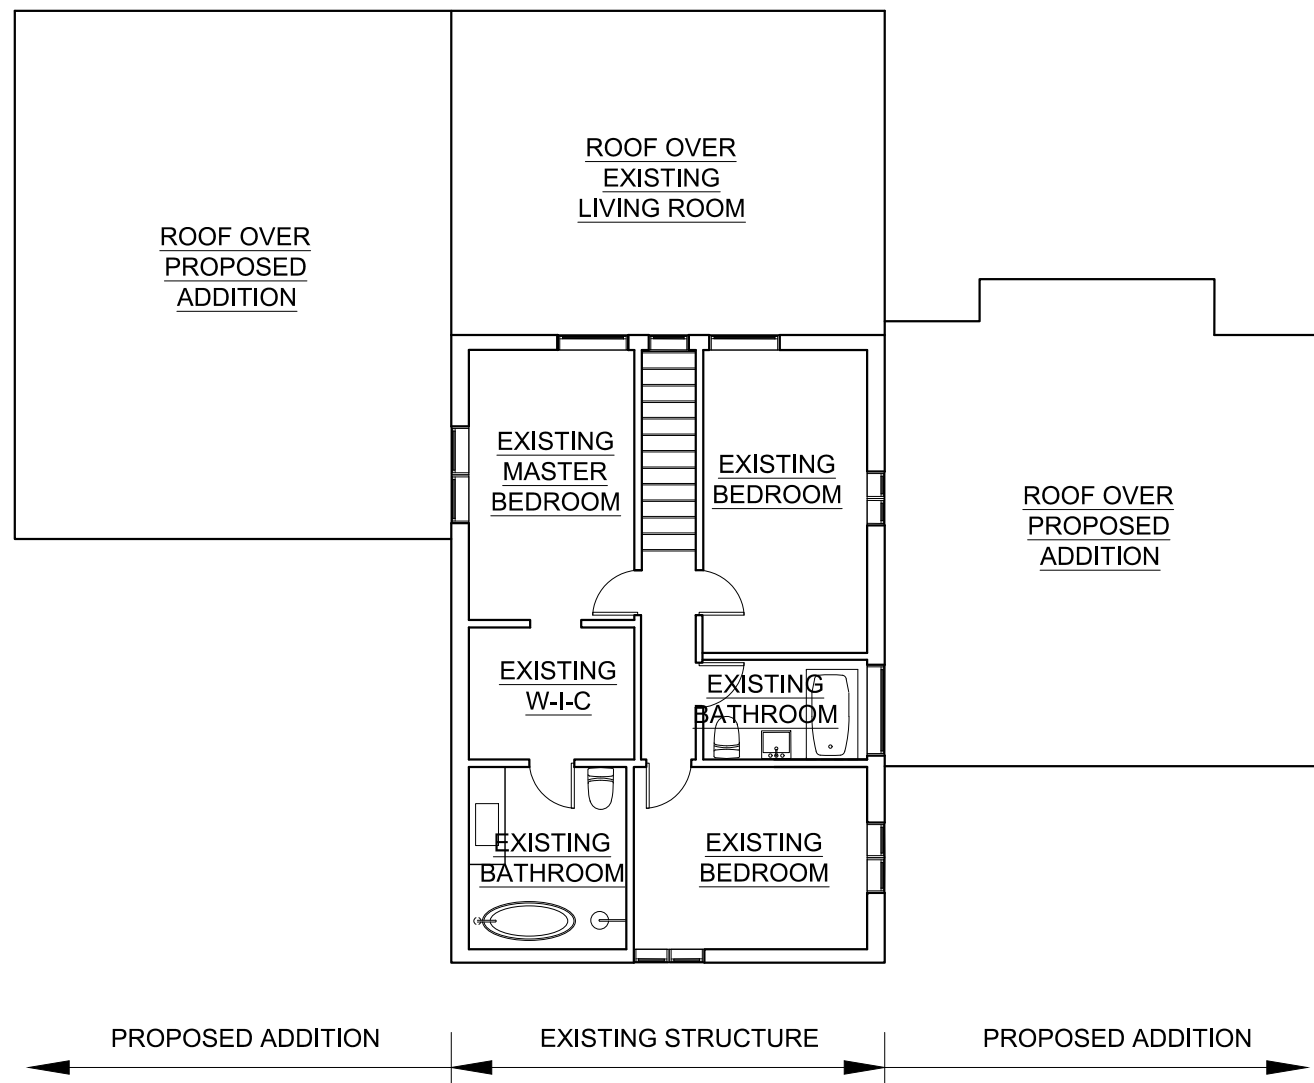 ROOF OVER
EXISTING
LIVING ROOM
ROOF OVER
PROPOSED
ADDITION
EXISTING
MASTER
BEDROOM
EXISTING
BEDROOM
ROOF OVER
PROPOSED
ADDITION
EXISTING
W-I-C
EXISTING
BATHROOM
EXISTING
BATHROOM
EXISTING
BEDROOM
PROPOSED ADDITION
EXISTING STRUCTURE
PROPOSED ADDITION